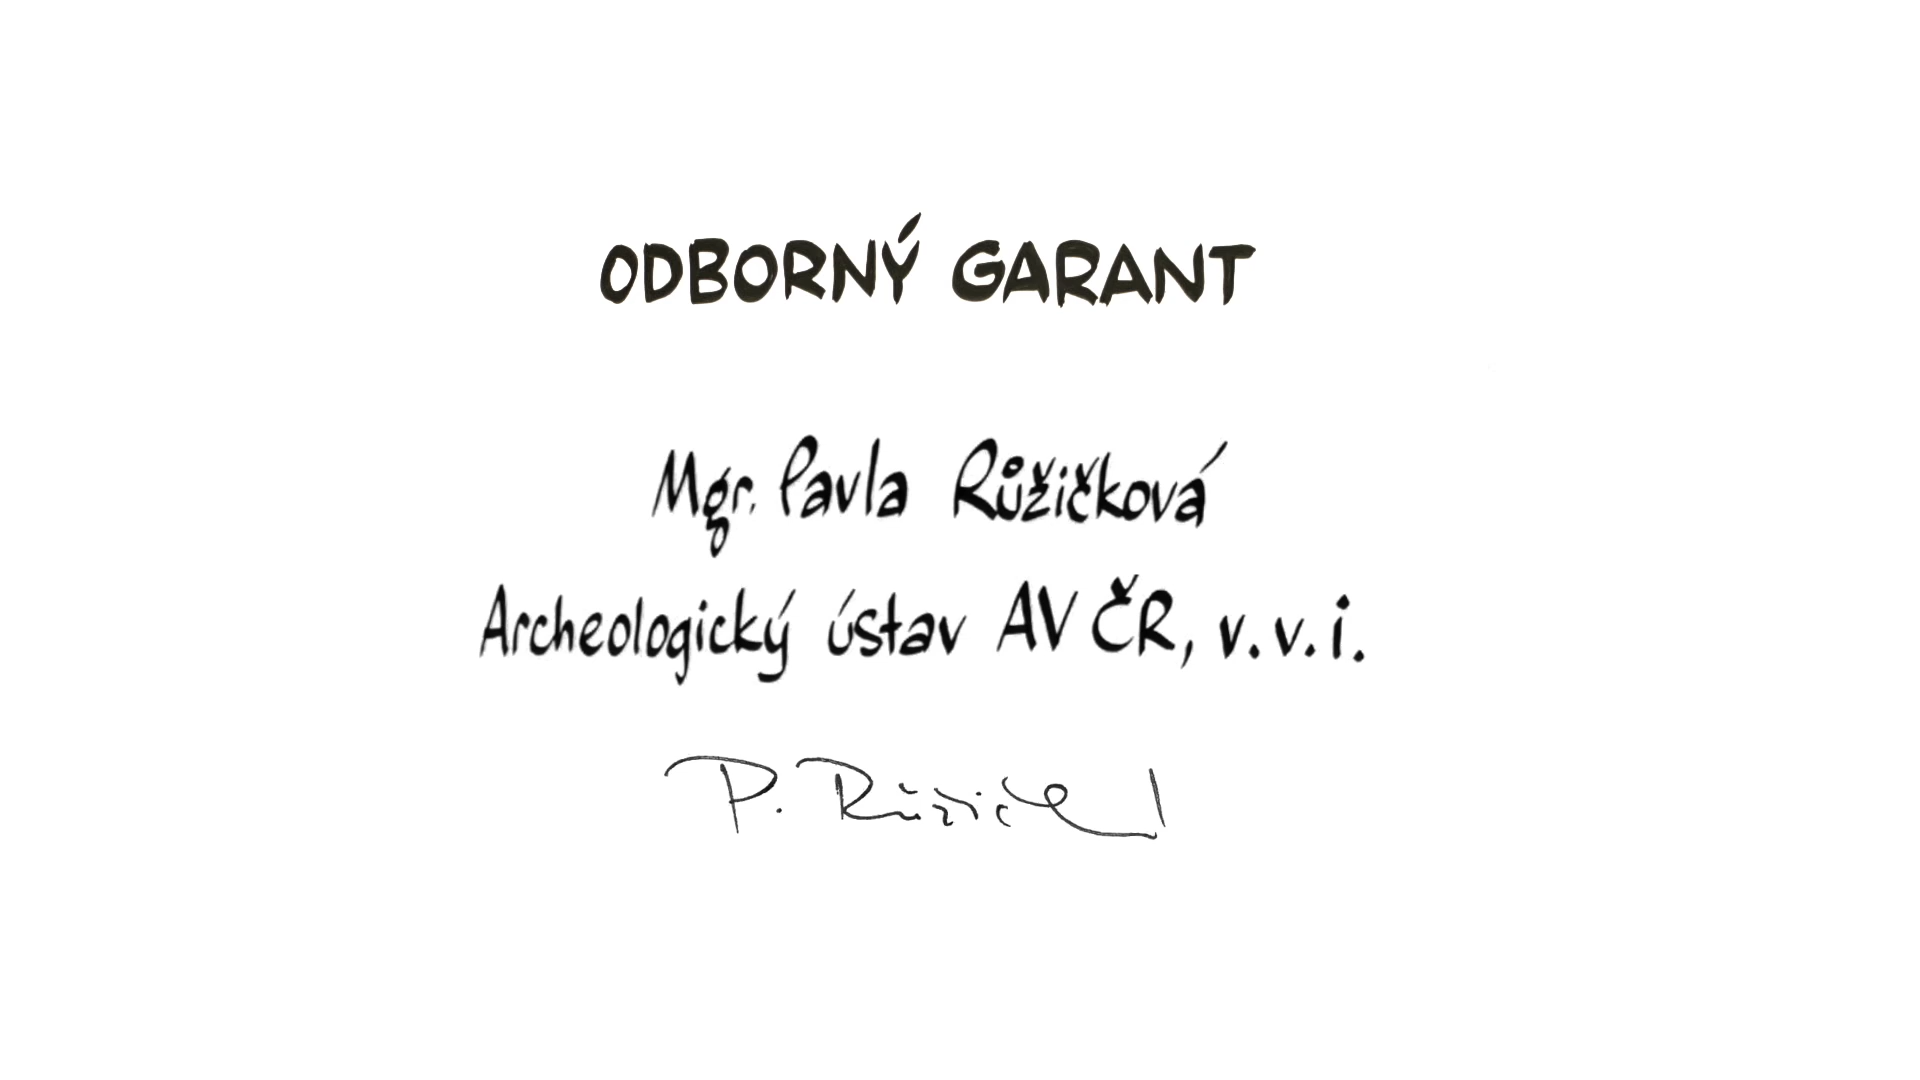 ODBORNÝ GARANT
Mgr. Pavla Růžičková
Archeologický ústav AV ČR, v.v.i.
P.